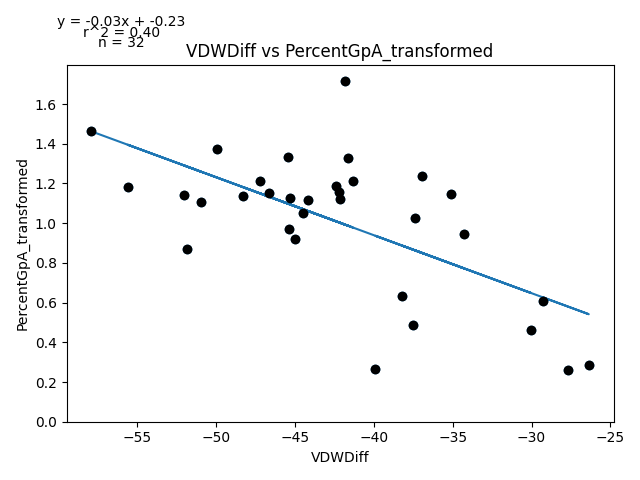 y = -0.03x + -0.23
r^2 = 0.40
n = 32
VDWDiff vs PercentGpA_transformed
PercentGpA_transformed
1.6
1.4
1.2
1.0
0.8
0.6
0.4
0.2
0.0
−55 −50 −45 −40 −35 −30 −25
VDWDiff